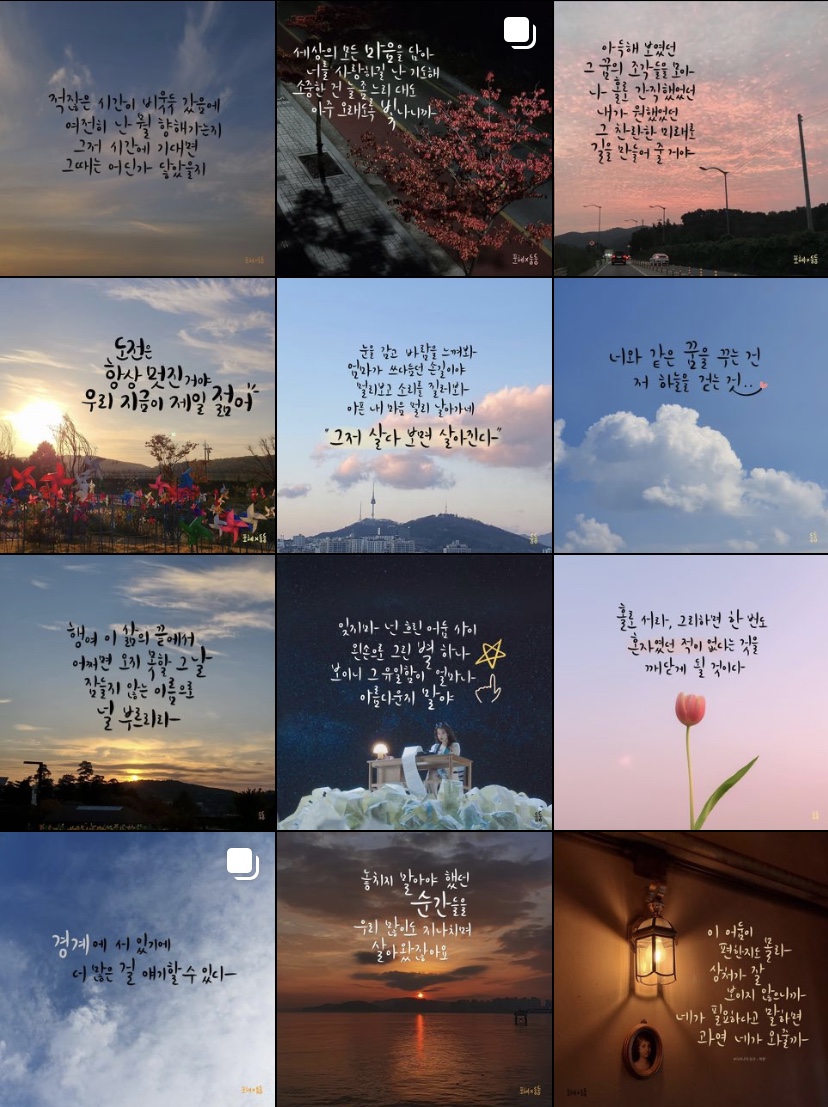 적잖은 시간이 비욱둑 갔음에
여전히 난 뭘 향해가는지
그저 시간에 기대면
그때는 어딘가 닿았을지
세상의 모든 마음을 담아
너를 사랑하길 난 기도해
소중한 건 늘 좀 느리대도
아주 오래도록 빛나니까
아득해 보였던
그 꿈의 조각들을 모아
나 홀로 간직했었던
내가 원했었던
그 찬란한 미래로
길을 만들어 줄 거야
도전은
항상 멋진 거야
우리 지금이 제일 젊어
눈을 감고 바람을 느껴봐
엄마가 쓰다듬던 손길이야
멀리보고 소리를 질러봐
아픈 내 마음 멀리 날아가네
"그저 살다 보면 살아진다"
너와 같은 꿈을 꾸는 건
저 하늘을 걷는 것..
행여 이 삶의 끝에서
어쩌면 오지 못할 그 날
잠들지 않는 이름으로
널 부르리라
잊지마 넌 흐린 어둠 사이
왼손으로 그린 별 하나
보이니 그 유일함이 얼마나
아름다운지 말야
홀로 서라, 그리하면 한 번도
혼자였던 적이 없다는 것을
깨닫게 될 것이다
경계에 서 있기에
더 많은 걸 얘기할 수 있다
놓치지 말아야 했던
순간들을
우리 많이도 지나치며
살아왔잖아요
이 어둠이
편한지도 몰라
상처가 잘
보이지 않으니까
네가 필요하다고 말하면
과연 네가 와줄까